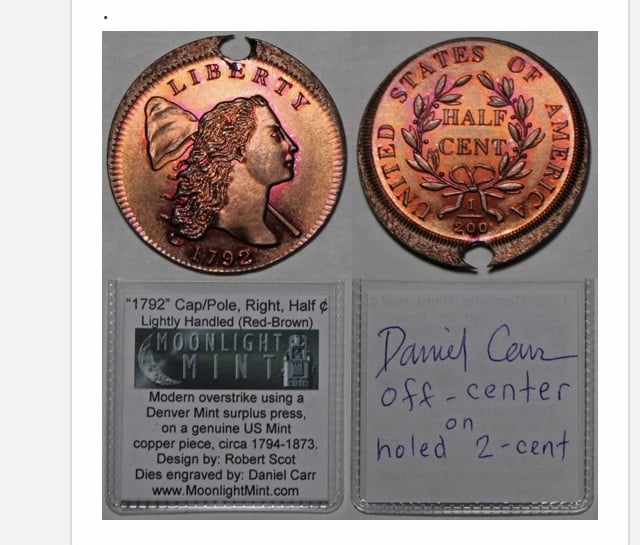 LIBERTY
1792
UNITED STATES OF AMERICA
HALF
CENT
1
200
"1792" Cap/Pole, Right, Half ¢
Lightly Handled (Red-Brown)
MOONLIGHT
MINT
Modern overstrike using a
Denver Mint surplus press,
on a genuine US Mint
copper piece, circa 1794-1873.
Design by: Robert Scot
Dies engraved by: Daniel Carr
www.MoonlightMint.com
Daniel Carr
off-center
on
holed 2-cent